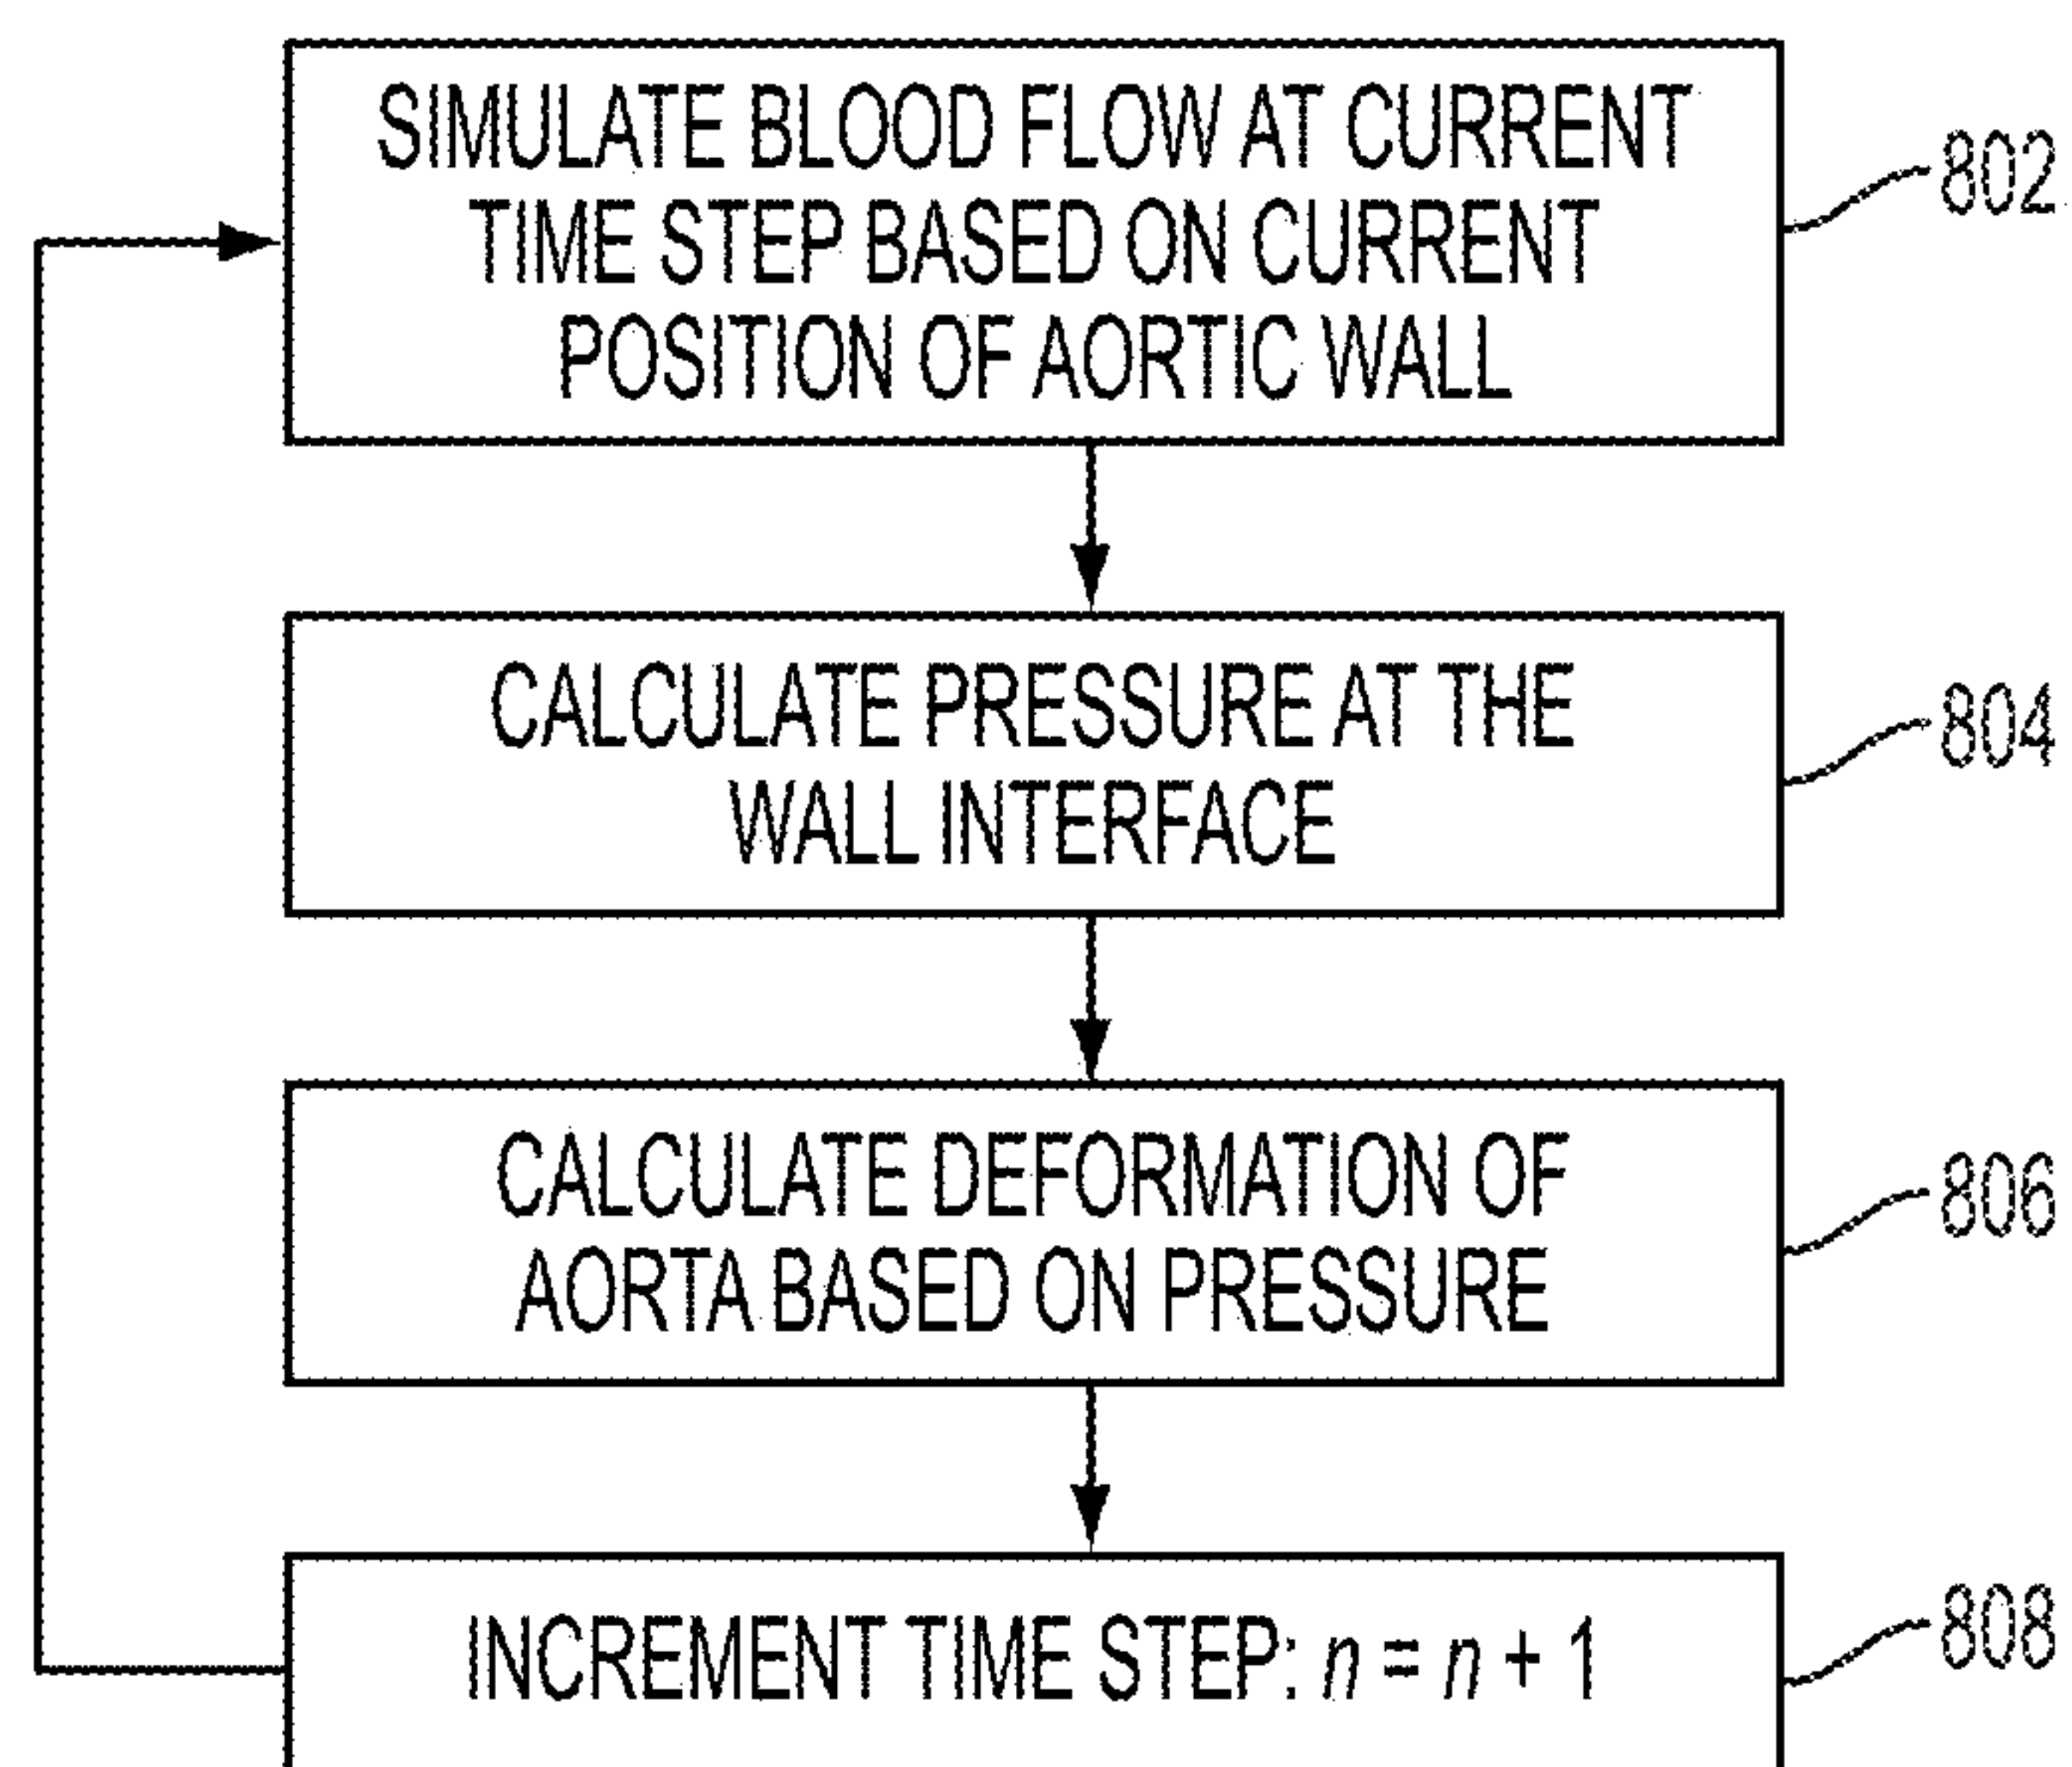 SIMULATE BLOOD FLOW AT CURRENT
TIME STEP BASED ON CURRENT
POSITION OF AORTIC WALL
802
CALCULATE PRESSURE AT THE
WALL INTERFACE
804
CALCULATE DEFORMATION OF
AORTA BASED ON PRESSURE
806
INCREMENT TIME STEP: n = n + 1
808